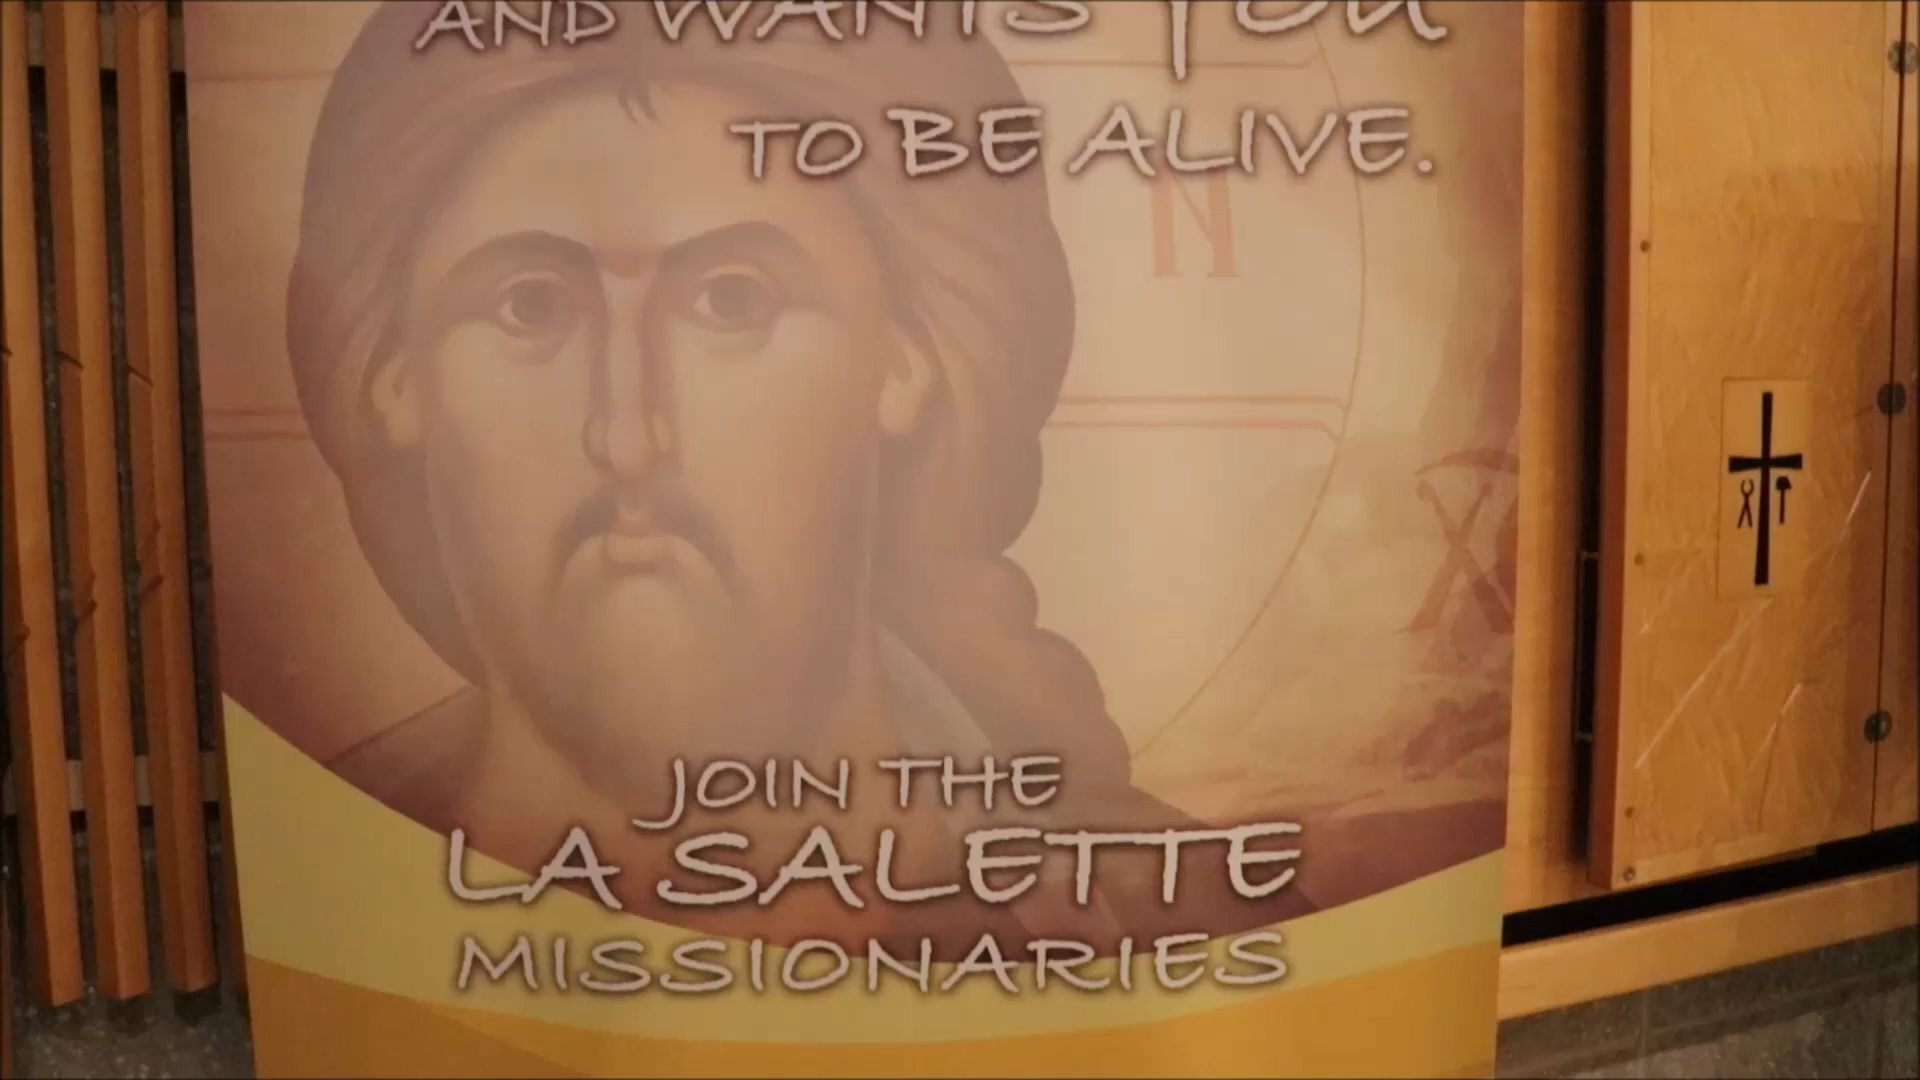 AND WANTS YOU
TO BE ALIVE.
N
JOIN THE
LA SALETTE
MISSIONARIES